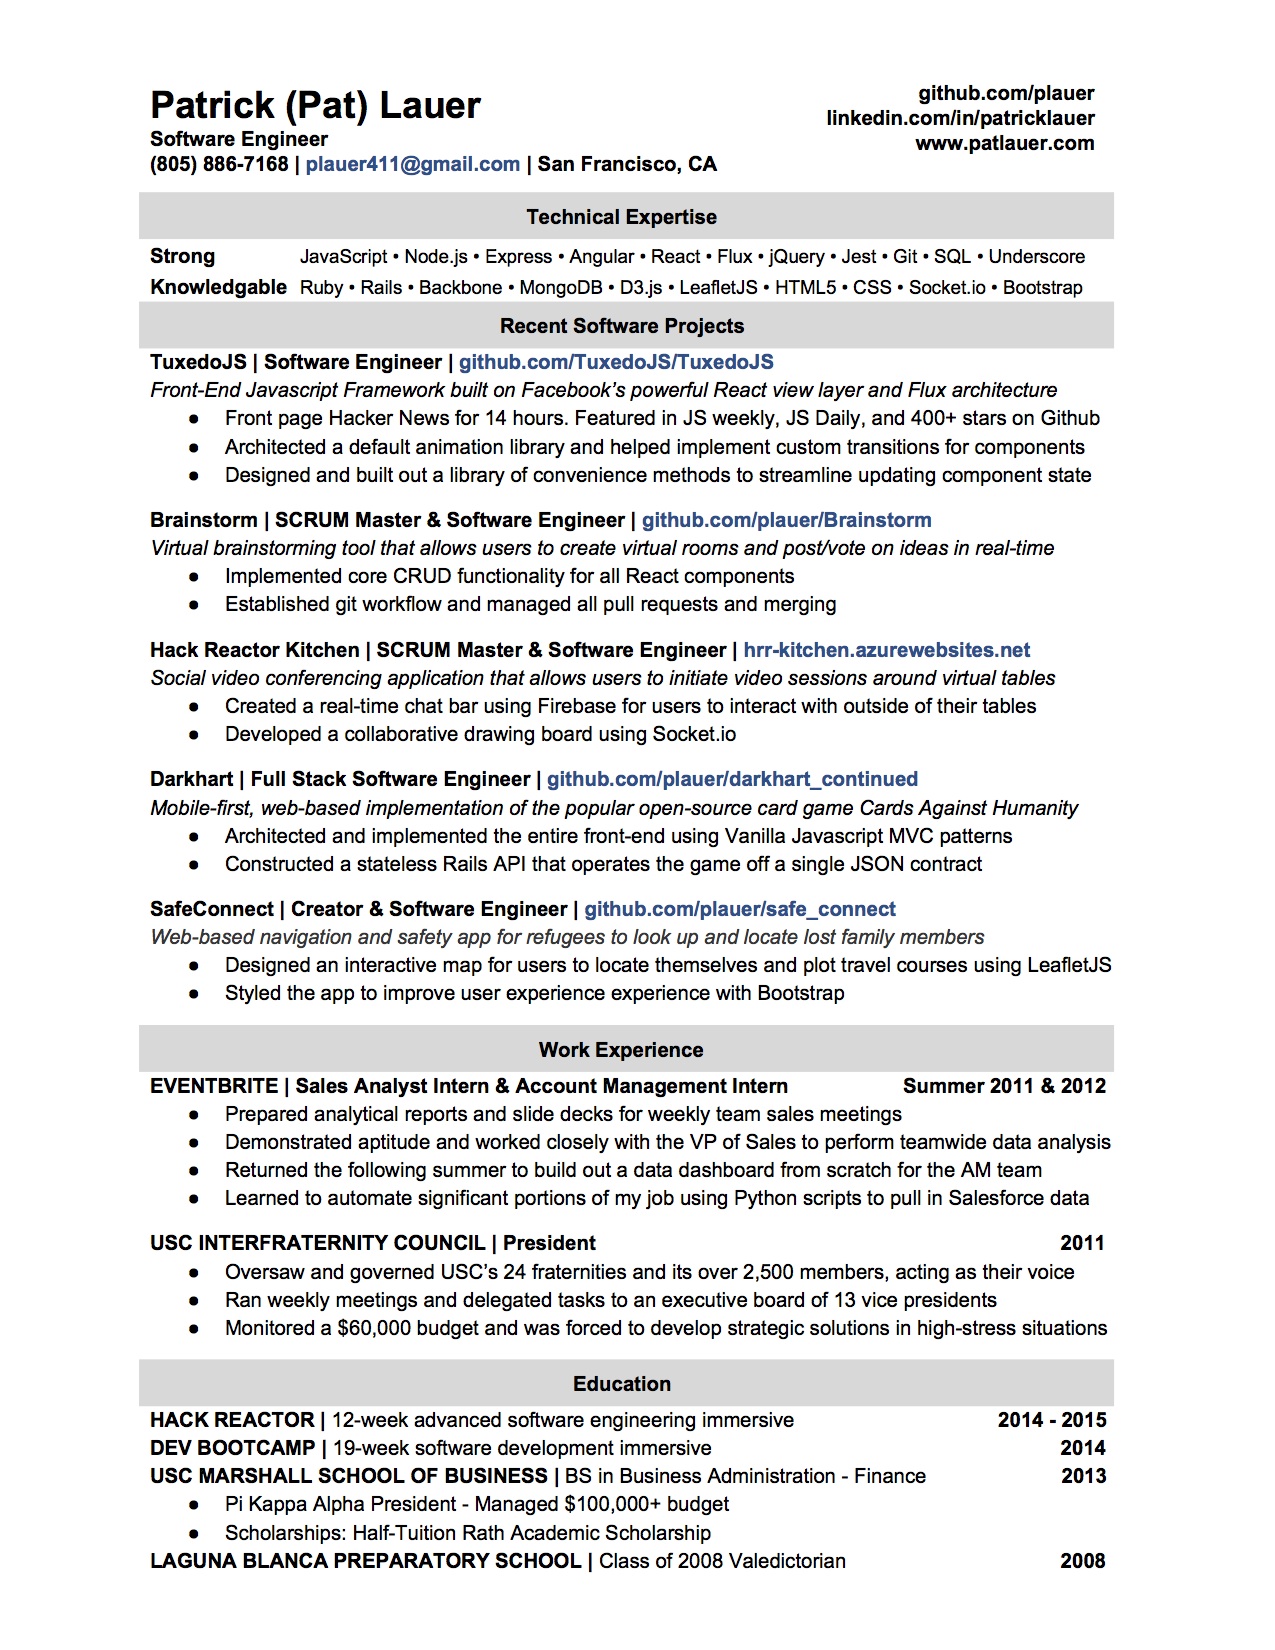 Patrick (Pat) Lauer
github.com/plauer
linkedin.com/in/patricklauer
www.patlauer.com
Software Engineer
(805) 886-7168 | plauer411@gmail.com | San Francisco, CA
Technical Expertise
Strong JavaScript • Node.js • Express • Angular • React • Flux • jQuery • Jest • Git • SQL • Underscore
Knowledgable Ruby • Rails • Backbone • MongoDB • D3.js • LeafletJS • HTML5 • CSS • Socket.io • Bootstrap
Recent Software Projects
TuxedoJS | Software Engineer | github.com/TuxedoJS/TuxedoJS
Front-End Javascript Framework built on Facebook's powerful React view layer and Flux architecture
● Front page Hacker News for 14 hours. Featured in JS weekly, JS Daily, and 400+ stars on Github
● Architected a default animation library and helped implement custom transitions for components
● Designed and built out a library of convenience methods to streamline updating component state
Brainstorm | SCRUM Master & Software Engineer | github.com/plauer/Brainstorm
Virtual brainstorming tool that allows users to create virtual rooms and post/vote on ideas in real-time
● Implemented core CRUD functionality for all React components
● Established git workflow and managed all pull requests and merging
Hack Reactor Kitchen | SCRUM Master & Software Engineer | hrr-kitchen.azurewebsites.net
Social video conferencing application that allows users to initiate video sessions around virtual tables
● Created a real-time chat bar using Firebase for users to interact with outside of their tables
● Developed a collaborative drawing board using Socket.io
Darkhart | Full Stack Software Engineer | github.com/plauer/darkhart_continued
Mobile-first, web-based implementation of the popular open-source card game Cards Against Humanity
● Architected and implemented the entire front-end using Vanilla Javascript MVC patterns
● Constructed a stateless Rails API that operates the game off a single JSON contract
SafeConnect | Creator & Software Engineer | github.com/plauer/safe_connect
Web-based navigation and safety app for refugees to look up and locate lost family members
● Designed an interactive map for users to locate themselves and plot travel courses using LeafletJS
● Styled the app to improve user experience experience with Bootstrap
Work Experience
EVENTBRITE | Sales Analyst Intern & Account Management Intern Summer 2011 & 2012
● Prepared analytical reports and slide decks for weekly team sales meetings
● Demonstrated aptitude and worked closely with the VP of Sales to perform teamwide data analysis
● Returned the following summer to build out a data dashboard from scratch for the AM team
● Learned to automate significant portions of my job using Python scripts to pull in Salesforce data
USC INTERFRATERNITY COUNCIL | President 2011
● Oversaw and governed USC's 24 fraternities and its over 2,500 members, acting as their voice
● Ran weekly meetings and delegated tasks to an executive board of 13 vice presidents
● Monitored a $60,000 budget and was forced to develop strategic solutions in high-stress situations
Education
HACK REACTOR | 12-week advanced software engineering immersive 2014 - 2015
DEV BOOTCAMP | 19-week software development immersive 2014
USC MARSHALL SCHOOL OF BUSINESS | BS in Business Administration - Finance 2013
● Pi Kappa Alpha President - Managed $100,000+ budget
● Scholarships: Half-Tuition Rath Academic Scholarship
LAGUNA BLANCA PREPARATORY SCHOOL | Class of 2008 Valedictorian 2008